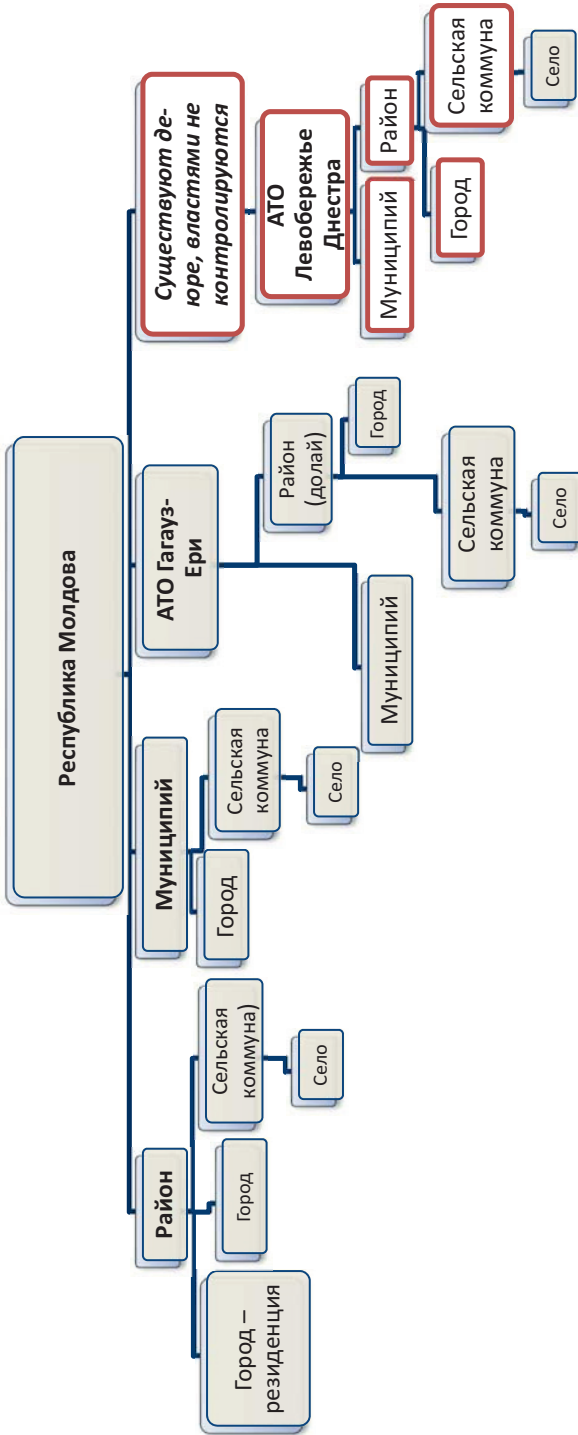 Республика Молдова
Район
Город –
резиденция
Город
Сельская
коммуна)
Село
Муниципий
Город
Сельская
коммуна
Село
АТО Гагауз-
Ери
Муниципий
Район
(долай)
Город
Сельская
коммуна
Село
Существуют де-
юре, властями не
контролируются
АТО
Левобережье
Днестра
Муниципий
Район
Город
Сельская
коммуна
Село